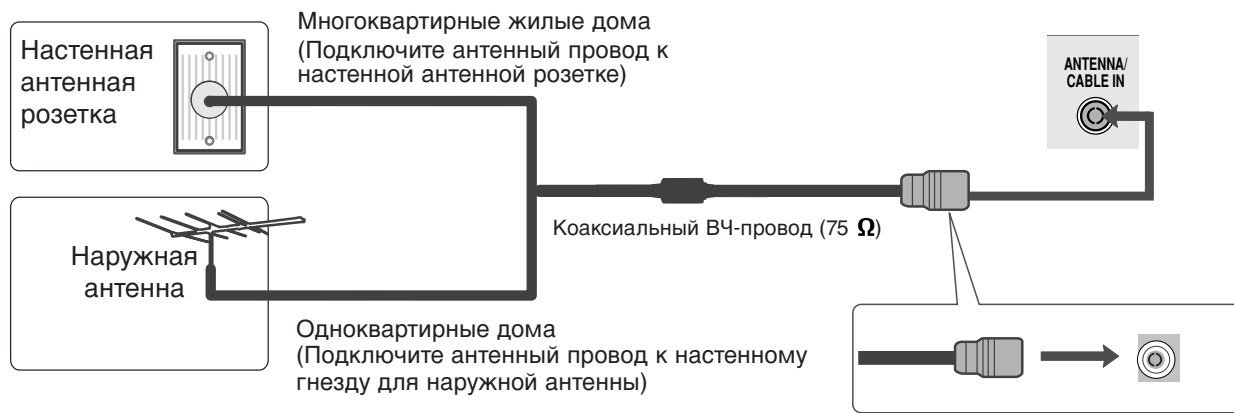 Настенная
антенная
розетка
Многоквартирные жилые дома
(Подключите антенный провод к
настенной антенной розетке)
ANTENNA/
CABLE IN
Коаксиальный ВЧ-провод (75 Ω)
Наружная
антенна
Одноквартирные дома
(Подключите антенный провод к настенному
гнезду для наружной антенны)